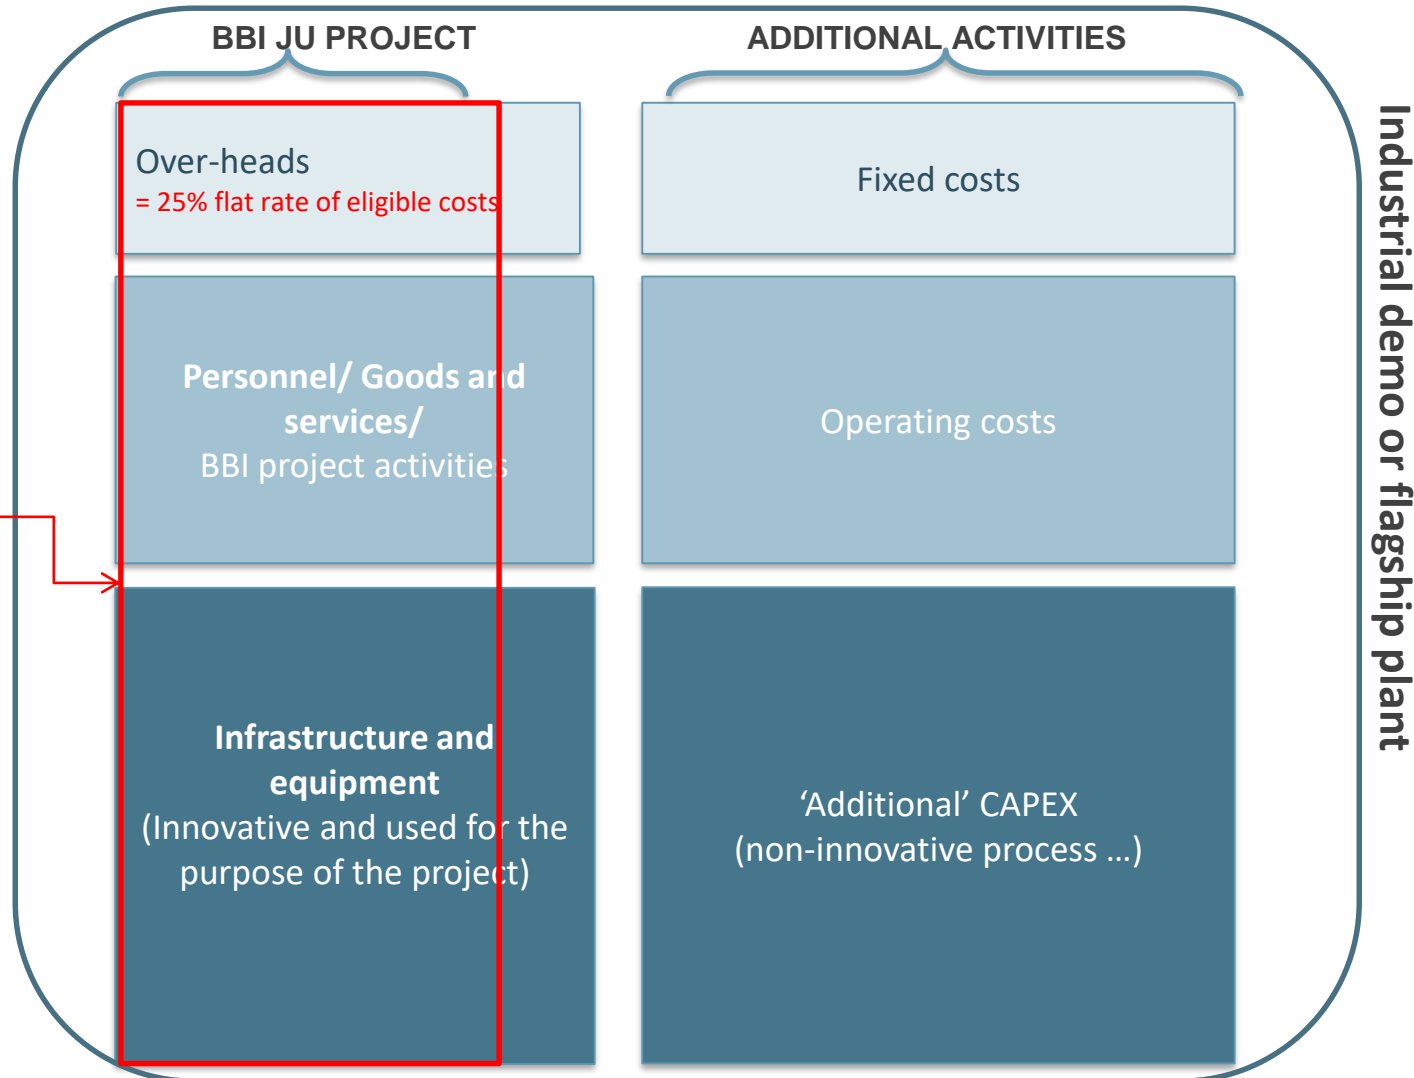 BBI JU PROJECT
ADDITIONAL ACTIVITIES
Over-heads
= 25% flat rate of eligible costs
Fixed costs
Personnel/ Goods and
services/
BBI project activities
Operating costs
Infrastructure and
equipment
(Innovative and used for the
purpose of the project)
‘Additional’ CAPEX
(non-innovative process …)
Industrial demo or flagship plant